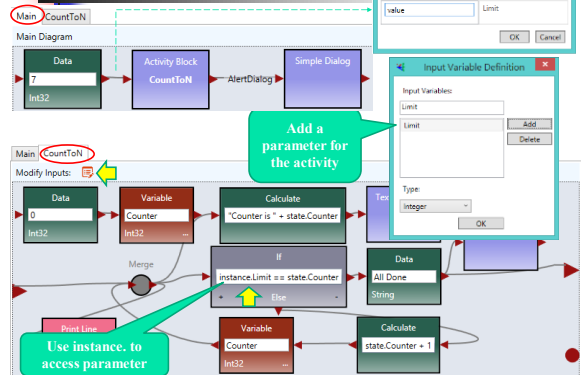 Main CountToN
Main Diagram
value
Limit
OK Cancel
Data
7
Int32
Activity Block
CountToN
AlertDialog
Simple Dialog
Input Variable Definition
Input Variables:
Limit
Limit
Add
Delete
Type:
Integer
OK
Add a
parameter for
the activity
Main CountToN
Modify Inputs:
Data
0
Int32
Variable
Counter
Int32 ...
Calculate
"Counter is " + state.Counter
Merge
If
instance.Limit == state.Counter
+ Else -
Data
All Done
String
Print Line
Use instance. to
access parameter
Variable
Counter
Int32 ...
Calculate
state.Counter + 1